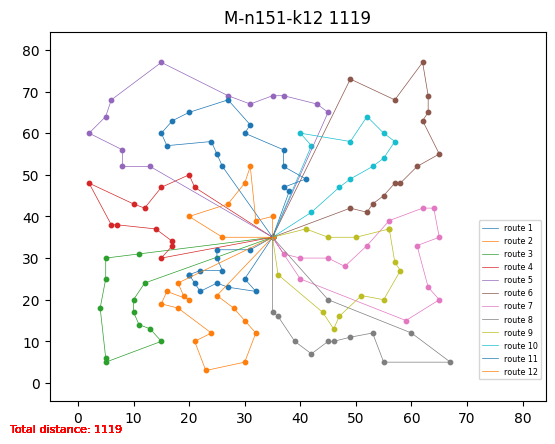 M-n151-k12 1119
80
70
60
50
40
30
20
10
0
route 1
route 2
route 3
route 4
route 5
route 6
route 7
route 8
route 9
route 10
route 11
route 12
0 10 20 30 40 50 60 70 80
Total distance: 1119